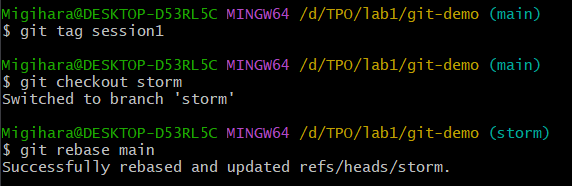 Migihara@DESKTOP-D53RL5C MINGW64 /d/TPO/lab1/git-demo (main)
$ git tag session1
Migihara@DESKTOP-D53RL5C MINGW64 /d/TPO/lab1/git-demo (main)
$ git checkout storm
Switched to branch 'storm'
Migihara@DESKTOP-D53RL5C MINGW64 /d/TPO/lab1/git-demo (storm)
$ git rebase main
Successfully rebased and updated refs/heads/storm.